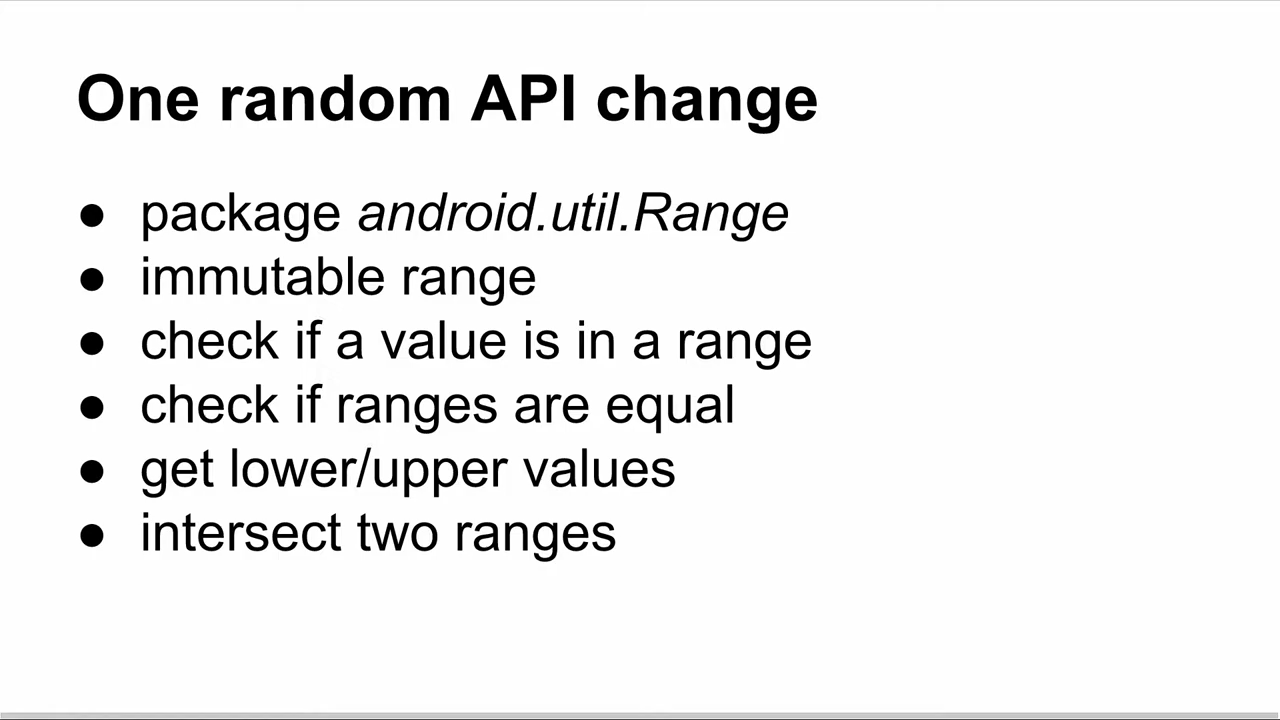 One random API change
● package android.util.Range
● immutable range
● check if a value is in a range
● check if ranges are equal
● get lower/upper values
● intersect two ranges